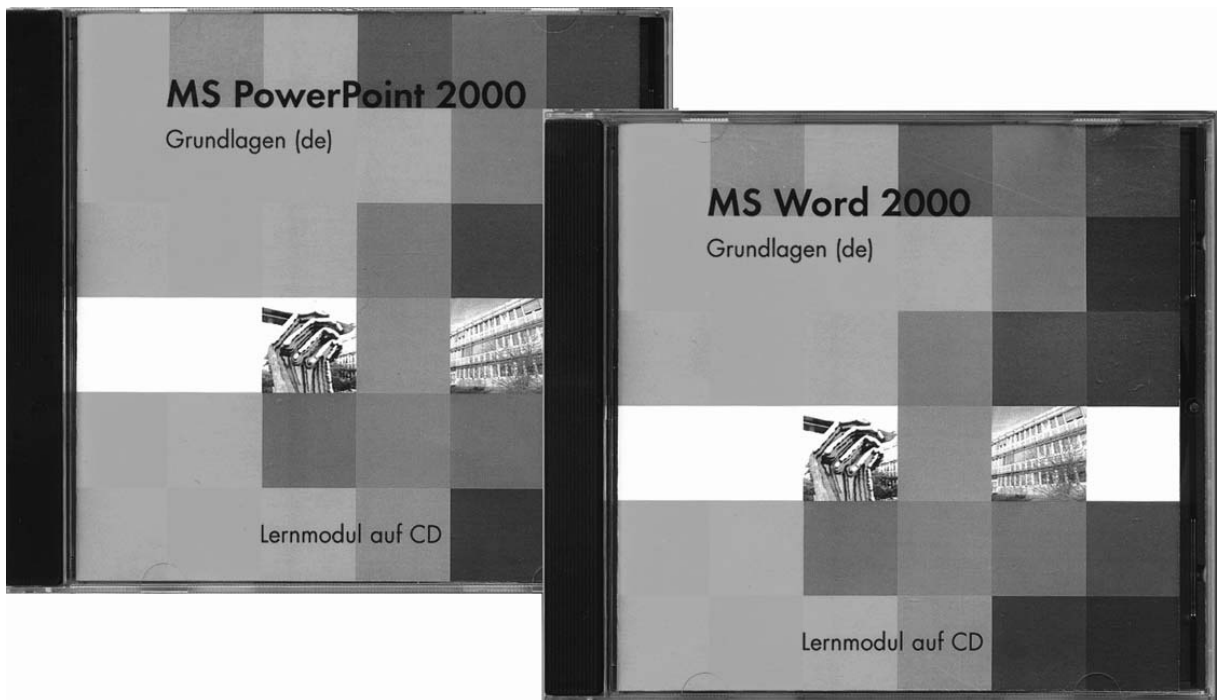 MS PowerPoint 2000
Grundlagen (de)
Lernmodul auf CD
MS Word 2000
Grundlagen (de)
Lernmodul auf CD